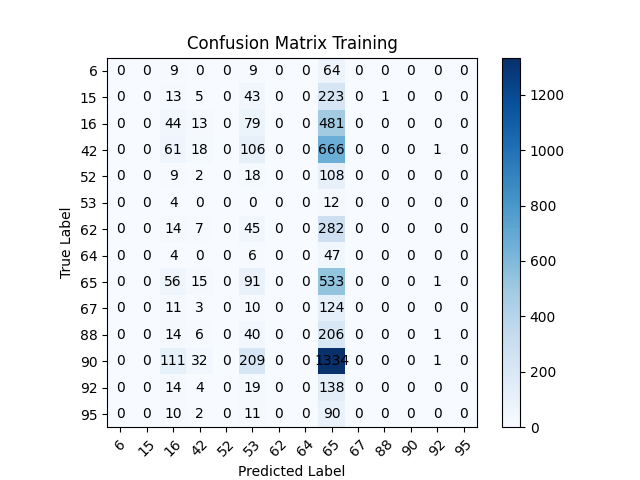 Confusion Matrix Training
6 0 0 9 0 0 9 0 0 64 0 0 0 0 0
15 0 0 13 5 0 43 0 0 223 0 1 0 0 0
16 0 0 44 13 0 79 0 0 481 0 0 0 0 0
42 0 0 61 18 0 106 0 0 666 0 0 0 1 0
52 0 0 9 2 0 18 0 0 108 0 0 0 0 0
53 0 0 4 0 0 0 0 0 12 0 0 0 0 0
62 0 0 14 7 0 45 0 0 282 0 0 0 0 0
64 0 0 4 0 0 6 0 0 47 0 0 0 0 0
65 0 0 56 15 0 91 0 0 533 0 0 0 1 0
67 0 0 11 3 0 10 0 0 124 0 0 0 0 0
88 0 0 14 6 0 40 0 0 206 0 0 0 1 0
90 0 0 111 32 0 209 0 0 1334 0 0 0 1 0
92 0 0 14 4 0 19 0 0 138 0 0 0 0 0
95 0 0 10 2 0 11 0 0 90 0 0 0 0 0
6 15 16 42 52 53 62 64 65 67 88 90 92 95
Predicted Label
True Label
1200
1000
800
600
400
200
0